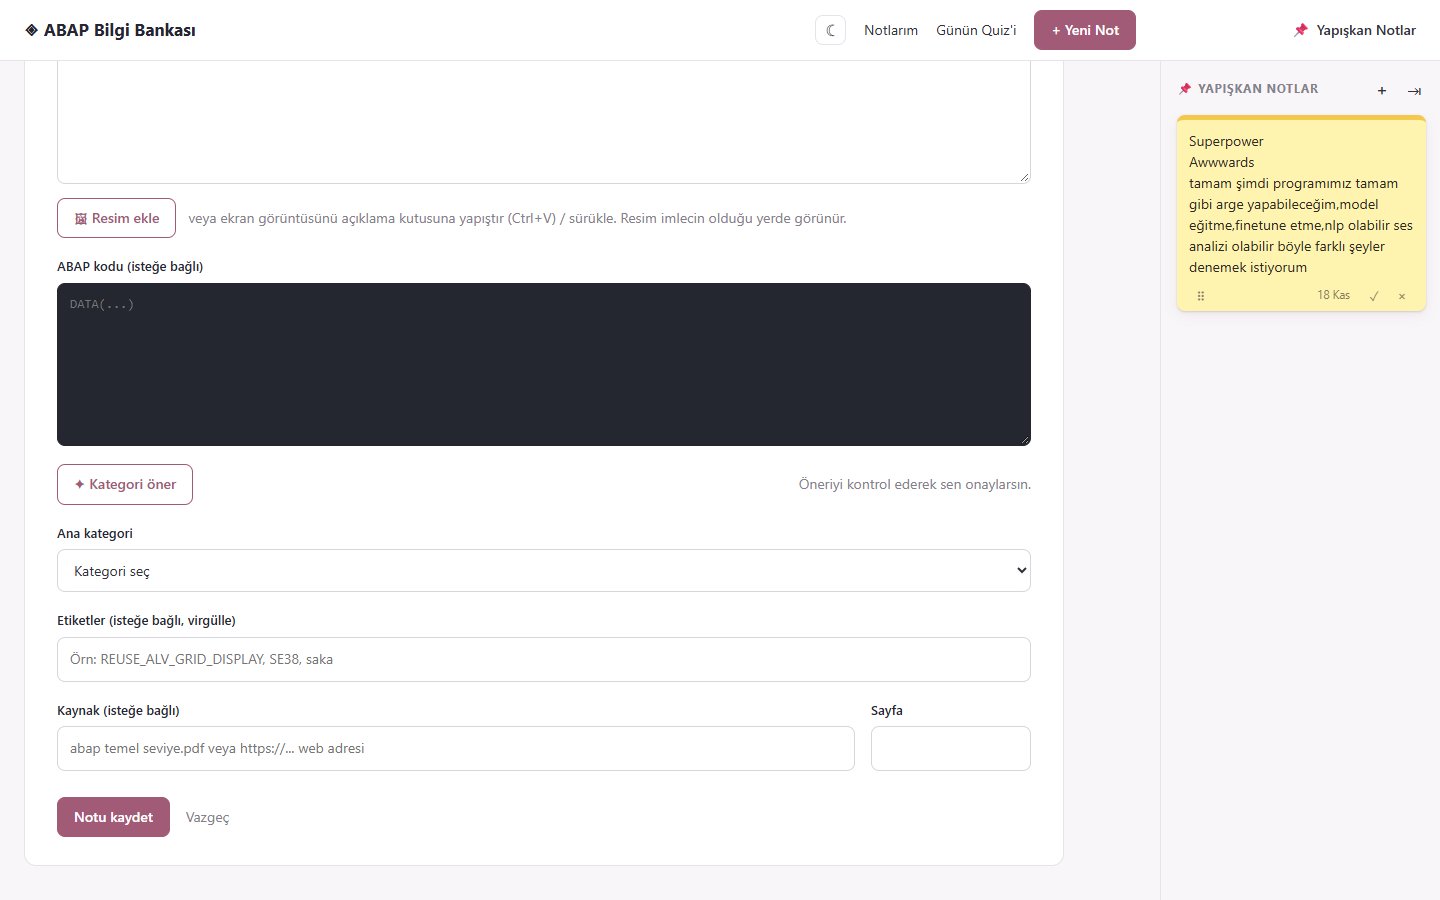 ◈ ABAP Bilgi Bankası
☾
Notlarım
Günün Quiz'i
+ Yeni Not
📌 Yapışkan Notlar
🖼 Resim ekle
veya ekran görüntüsünü açıklama kutusuna yapıştır (Ctrl+V) / sürükle. Resim imlecin olduğu yerde görünür.
ABAP kodu (isteğe bağlı)
DATA(...)
✦ Kategori öner
Öneriyi kontrol ederek sen onaylarsın.
Ana kategori
Kategori seç
Etiketler (isteğe bağlı, virgülle)
Örn: REUSE_ALV_GRID_DISPLAY, SE38, saka
Kaynak (isteğe bağlı)
Sayfa
abap temel seviye.pdf veya https://... web adresi
Notu kaydet
Vazgeç
📌 YAPIŞKAN NOTLAR
+ ⇥
Superpower
Awwwards
tamam şimdi programımız tamam
gibi arge yapabileceğim,model
eğitme,finetune etme,nlp olabilir ses
analizi olabilir böyle farklı şeyler
denemek istiyorum
⠿ 18 Kas ✓ ×